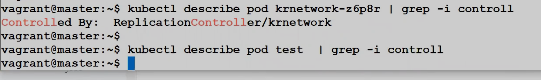 vagrant@master:~$ kubectl describe pod krnetwork-z6p8r | grep -i controll
Controlled By:  ReplicationController/krnetwork
vagrant@master:~$
vagrant@master:~$ kubectl describe pod test  | grep -i controll
vagrant@master:~$